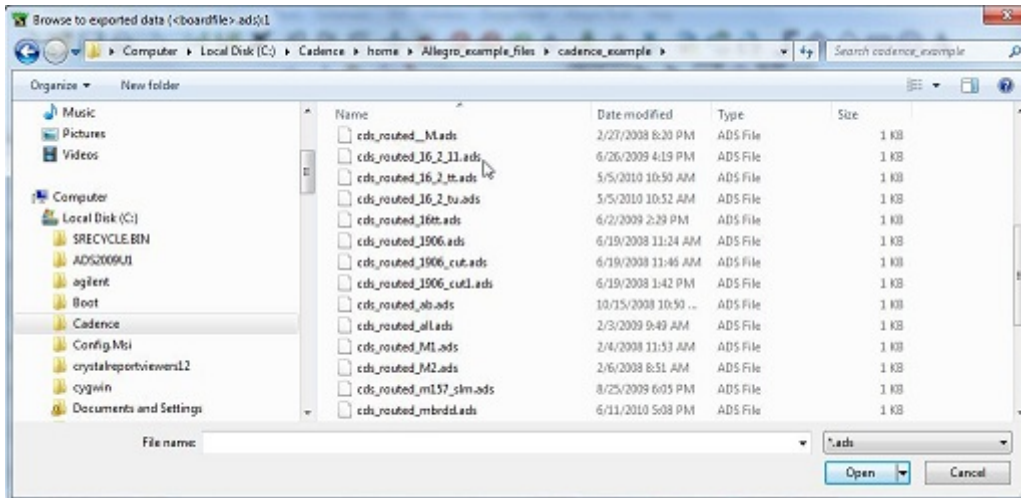 Browse to exported data (<boardfile>.ads):1
Computer ▸ Local Disk (C:) ▸ Cadence ▸ home ▸ Allegro_example_files ▸ cadence_example ▸ Search cadence_example
Organize New folder
Music
Pictures
Videos
Computer
Local Disk (C:)
$RECYCLE.BIN
ADS2009U1
agilent
Boot
Cadence
Config.Msi
crystalreportviewers12
cygwin
Documents and Settings
Name Date modified Type Size
cds_routed__M.ads 2/27/2008 8:20 PM ADS File 1 KB
cds_routed_16_2_11.ads 6/26/2009 4:19 PM ADS File 1 KB
cds_routed_16_2_tt.ads 5/5/2010 10:50 AM ADS File 1 KB
cds_routed_16_2_tu.ads 5/5/2010 10:52 AM ADS File 1 KB
cds_routed_16tt.ads 6/2/2009 2:29 PM ADS File 1 KB
cds_routed_1906.ads 6/19/2008 11:24 AM ADS File 1 KB
cds_routed_1906_cut.ads 6/19/2008 11:46 AM ADS File 1 KB
cds_routed_1906_cut1.ads 6/19/2008 1:42 PM ADS File 1 KB
cds_routed_ab.ads 10/15/2008 10:50 ... ADS File 1 KB
cds_routed_all.ads 2/3/2009 9:49 AM ADS File 1 KB
cds_routed_M1.ads 2/4/2008 11:53 AM ADS File 1 KB
cds_routed_M2.ads 2/6/2008 8:51 AM ADS File 1 KB
cds_routed_m157_slm.ads 8/25/2009 6:05 PM ADS File 1 KB
cds_routed_mbrdd.ads 6/11/2010 5:08 PM ADS File 1 KB
File name: *.ads
Open Cancel